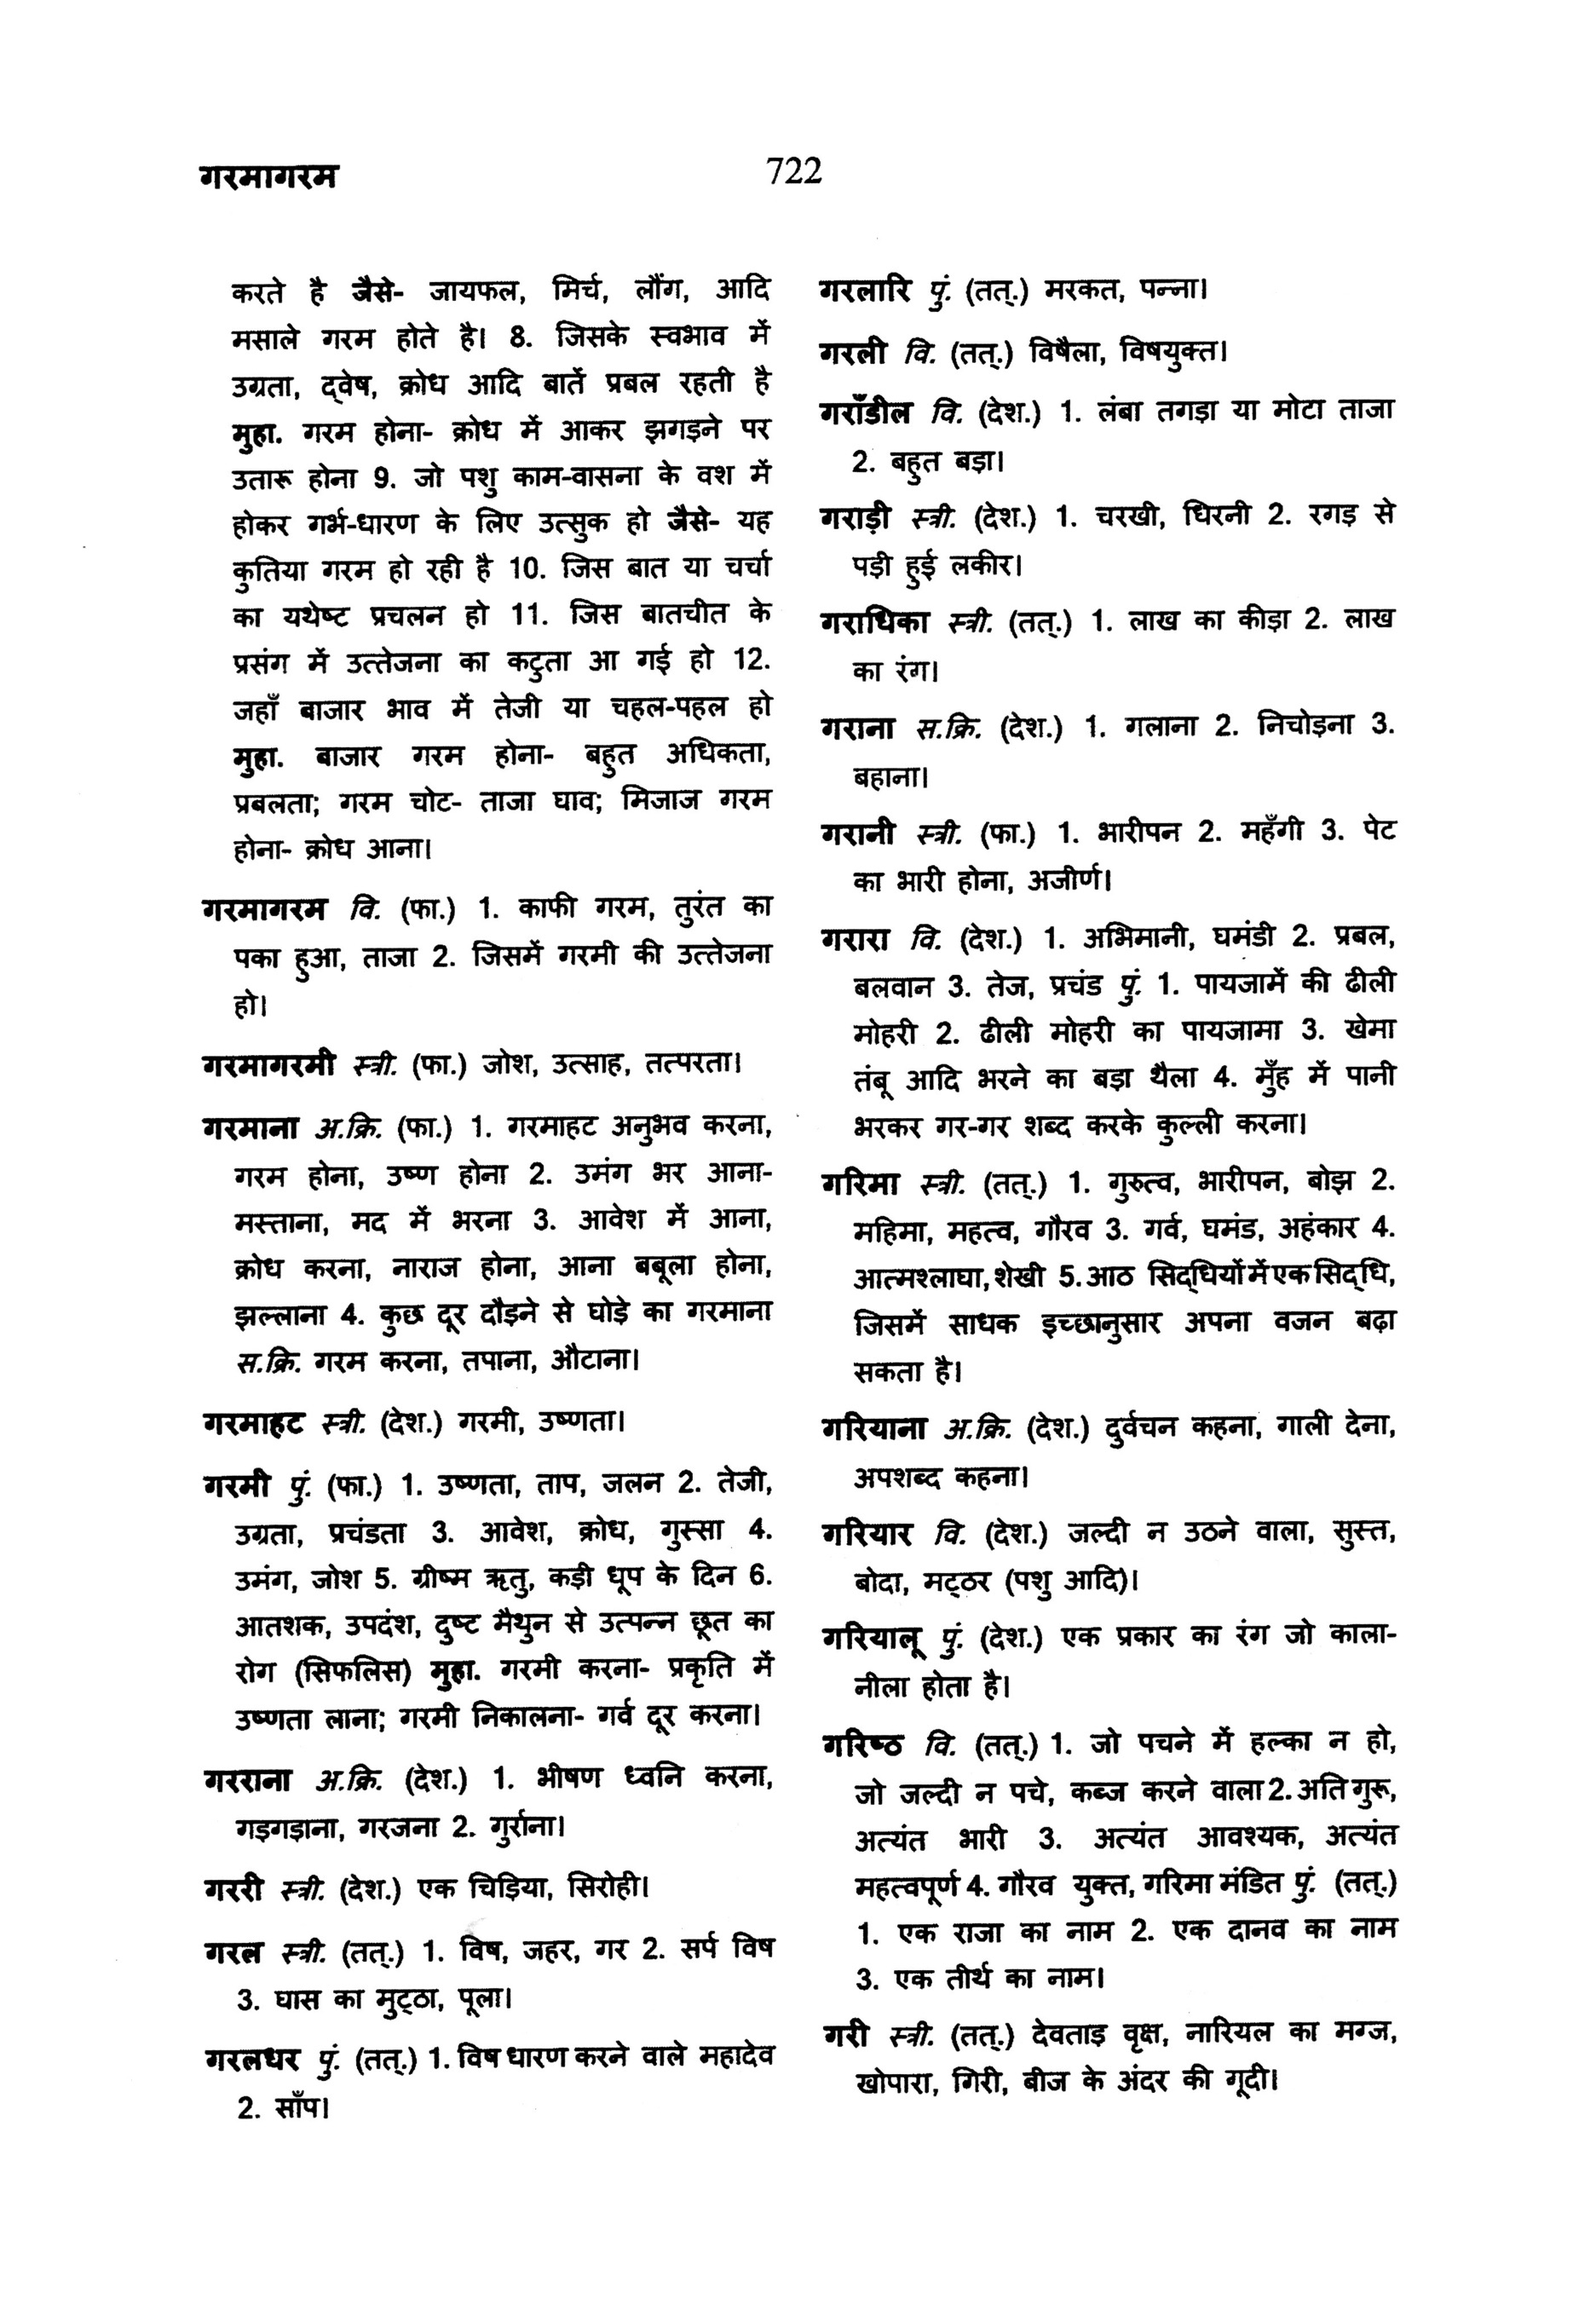 गरमागरम
722
करते है जैसे- जायफल, मिर्च, लौंग, आदि
मसाले गरम होते है। 8. जिसके स्वभाव में
उग्रता, द्‌वेष, क्रोध आदि बातें प्रबल रहती है
मुहा. गरम होना- क्रोध में आकर झगड़ने पर
उतारू होना 9. जो पशु काम-वासना के वश में
होकर गर्भ-धारण के लिए उत्सुक हो जैसे- यह
कुतिया गरम हो रही है 10. जिस बात या चर्चा
का यथेष्ट प्रचलन हो 11. जिस बातचीत के
प्रसंग में उत्तेजना का कटुता आ गई हो 12.
जहाँ बाजार भाव में तेजी या चहल-पहल हो
मुहा. बाजार गरम होना- बहुत अधिकता,
प्रबलता; गरम चोट- ताजा घाव; मिजाज गरम
होना- क्रोध आना।
गरमागरम वि. (फा.) 1. काफी गरम, तुरंत का
पका हुआ, ताजा 2. जिसमें गरमी की उत्तेजना
हो।
गरमागरमी स्त्री. (फा.) जोश, उत्साह, तत्परता।
गरमाना अ.क्रि. (फा.) 1. गरमाहट अनुभव करना,
गरम होना, उष्ण होना 2. उमंग भर आना-
मस्ताना, मद में भरना 3. आवेश में आना,
क्रोध करना, नाराज होना, आना बबूला होना,
झल्लाना 4. कुछ दूर दौड़ने से घोड़े का गरमाना
स.क्रि. गरम करना, तपाना, औटाना।
गरमाहट स्त्री. (देश.) गरमी, उष्णता।
गरमी पुं. (फा.) 1. उष्णता, ताप, जलन 2. तेजी,
उग्रता, प्रचंडता 3. आवेश, क्रोध, गुस्सा 4.
उमंग, जोश 5. ग्रीष्म ऋतु, कड़ी धूप के दिन 6.
आतशक, उपदंश, दुष्ट मैथुन से उत्पन्न छूत का
रोग (सिफलिस) मुहा. गरमी करना- प्रकृति में
उष्णता लाना; गरमी निकालना- गर्व दूर करना।
गरराना अ.क्रि. (देश.) 1. भीषण ध्वनि करना,
गड़गड़ाना, गरजना 2. गुर्राना।
गररी स्त्री. (देश.) एक चिड़िया, सिरोही।
गरल स्त्री. (तत्.) 1. विष, जहर, गर 2. सर्प विष
3. घास का मुट्‌ठा, पूला।
गरलधर पुं. (तत्.) 1. विष धारण करने वाले महादेव
2. साँप।
गरलारि पुं. (तत्.) मरकत, पन्ना।
गरली वि. (तत्.) विषैला, विषयुक्त।
गराँडील वि. (देश.) 1. लंबा तगड़ा या मोटा ताजा
2. बहुत बड़ा।
गराड़ी स्त्री. (देश.) 1. चरखी, धिरनी 2. रगड़ से
पड़ी हुई लकीर।
गराधिका स्त्री. (तत्.) 1. लाख का कीड़ा 2. लाख
का रंग।
गराना स.क्रि. (देश.) 1. गलाना 2. निचोड़ना 3.
बहाना।
गरानी स्त्री. (फा.) 1. भारीपन 2. महँगी 3. पेट
का भारी होना, अजीर्ण।
गरारा वि. (देश.) 1. अभिमानी, घमंडी 2. प्रबल,
बलवान 3. तेज, प्रचंड पुं. 1. पायजामें की ढीली
मोहरी 2. ढीली मोहरी का पायजामा 3. खेमा
तंबू आदि भरने का बड़ा थैला 4. मुँह में पानी
भरकर गर-गर शब्द करके कुल्ली करना।
गरिमा स्त्री. (तत्.) 1. गुरुत्व, भारीपन, बोझ 2.
महिमा, महत्व, गौरव 3. गर्व, घमंड, अहंकार 4.
आत्मश्लाघा, शेखी 5. आठ सिद्‌धियों में एक सिद्‌धि,
जिसमें साधक इच्छानुसार अपना वजन बढ़ा
सकता है।
गरियाना अ.क्रि. (देश.) दुर्वचन कहना, गाली देना,
अपशब्द कहना।
गरियार वि. (देश.) जल्दी न उठने वाला, सुस्त,
बोदा, मट्‌ठर (पशु आदि)।
गरियालू पुं. (देश.) एक प्रकार का रंग जो काला-
नीला होता है।
गरिष्ठ वि. (तत्.) 1. जो पचने में हल्का न हो,
जो जल्दी न पचे, कब्ज करने वाला 2. अति गुरू,
अत्यंत भारी 3. अत्यंत आवश्यक, अत्यंत
महत्वपूर्ण 4. गौरव युक्त, गरिमा मंडित पुं. (तत्.)
1. एक राजा का नाम 2. एक दानव का नाम
3. एक तीर्थ का नाम।
गरी स्त्री. (तत्.) देवताड़ वृक्ष, नारियल का मग्ज,
खोपारा, गिरी, बीज के अंदर की गूदी।